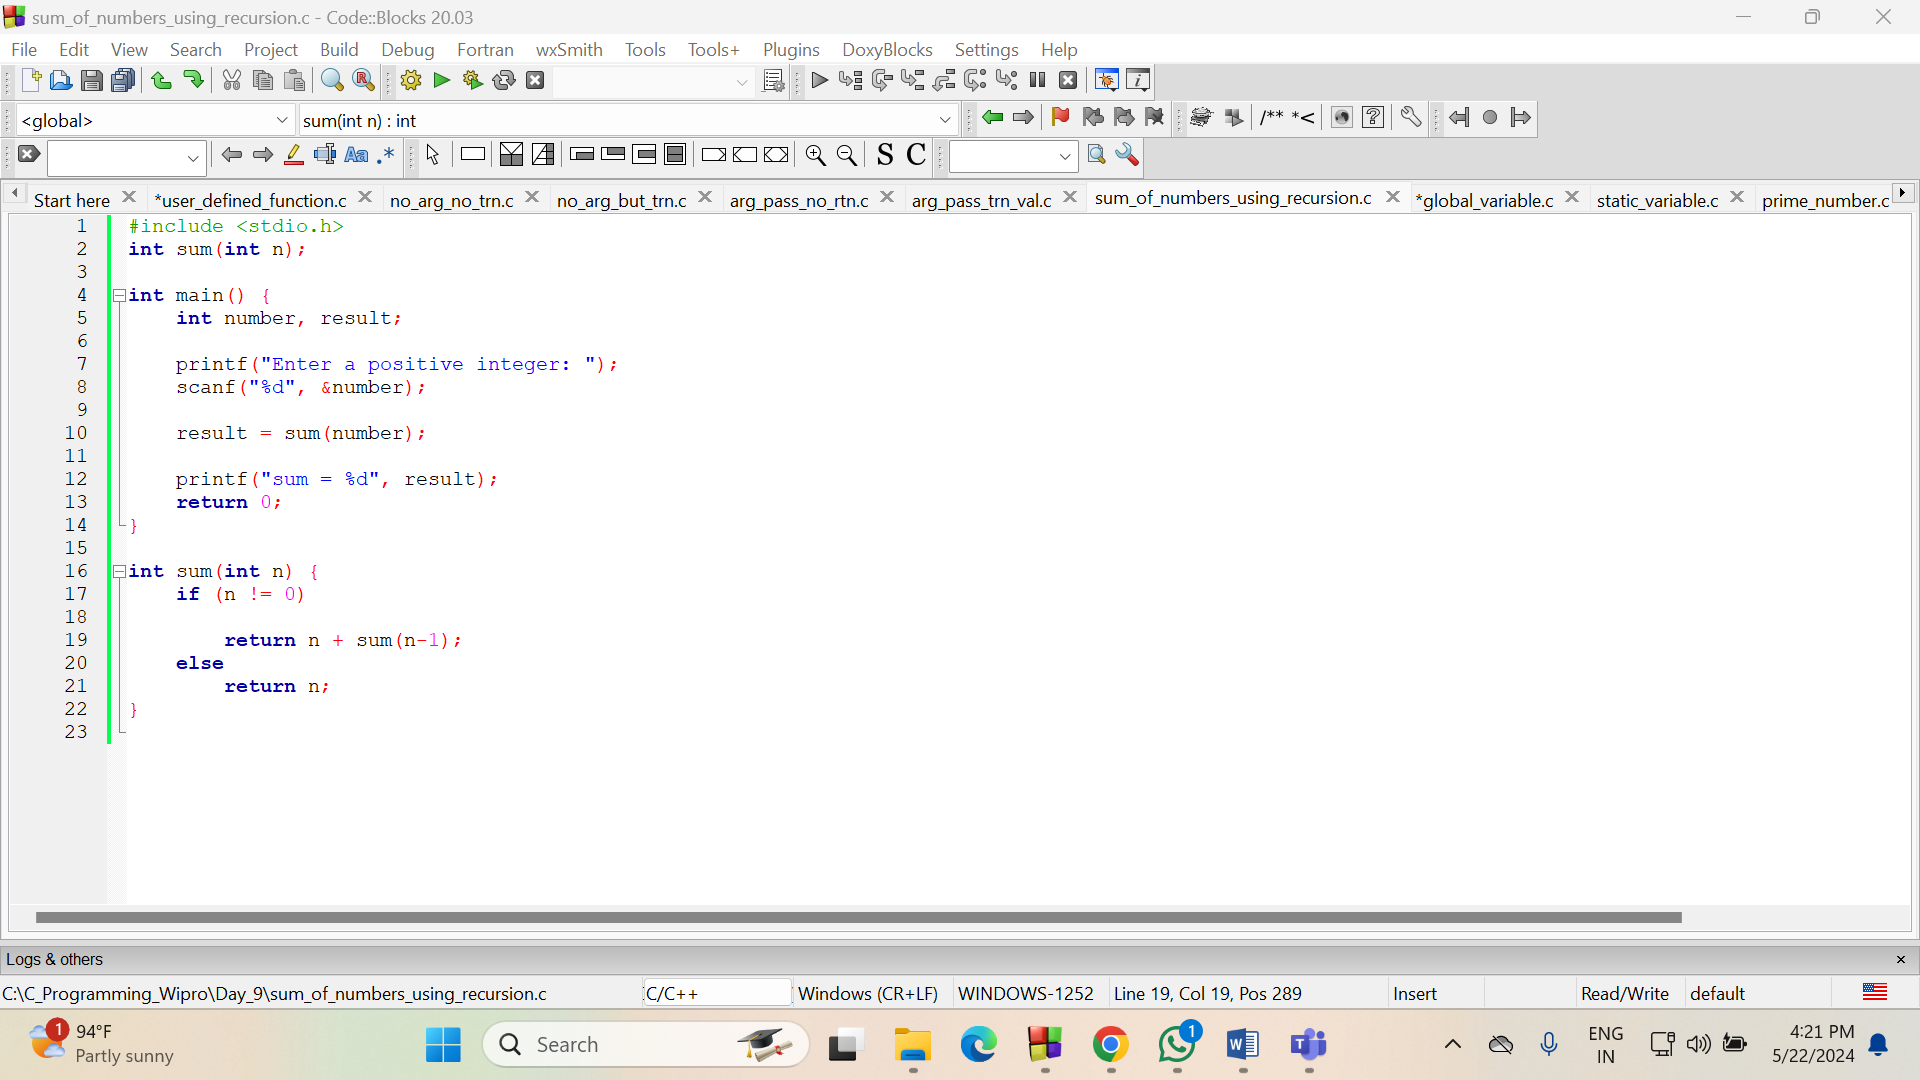 sum_of_numbers_using_recursion.c - Code::Blocks 20.03
File Edit View Search Project Build Debug Fortran wxSmith Tools Tools+ Plugins DoxyBlocks Settings Help
<global> sum(int n) : int /** *<
Aa .* S C
Start here *user_defined_function.c no_arg_no_trn.c no_arg_but_trn.c arg_pass_no_rtn.c arg_pass_trn_val.c sum_of_numbers_using_recursion.c *global_variable.c static_variable.c prime_number.c
1 #include <stdio.h>
2 int sum(int n);
3
4 int main() {
5 int number, result;
6
7 printf("Enter a positive integer: ");
8 scanf("%d", &number);
9
10 result = sum(number);
11
12 printf("sum = %d", result);
13 return 0;
14 }
15
16 int sum(int n) {
17 if (n != 0)
18
19 return n + sum(n-1);
20 else
21 return n;
22 }
23
Logs & others
C:\C_Programming_Wipro\Day_9\sum_of_numbers_using_recursion.c C/C++ Windows (CR+LF) WINDOWS-1252 Line 19, Col 19, Pos 289 Insert Read/Write default
1 94°F
Partly sunny
Search
1
ENG
IN
4:21 PM
5/22/2024